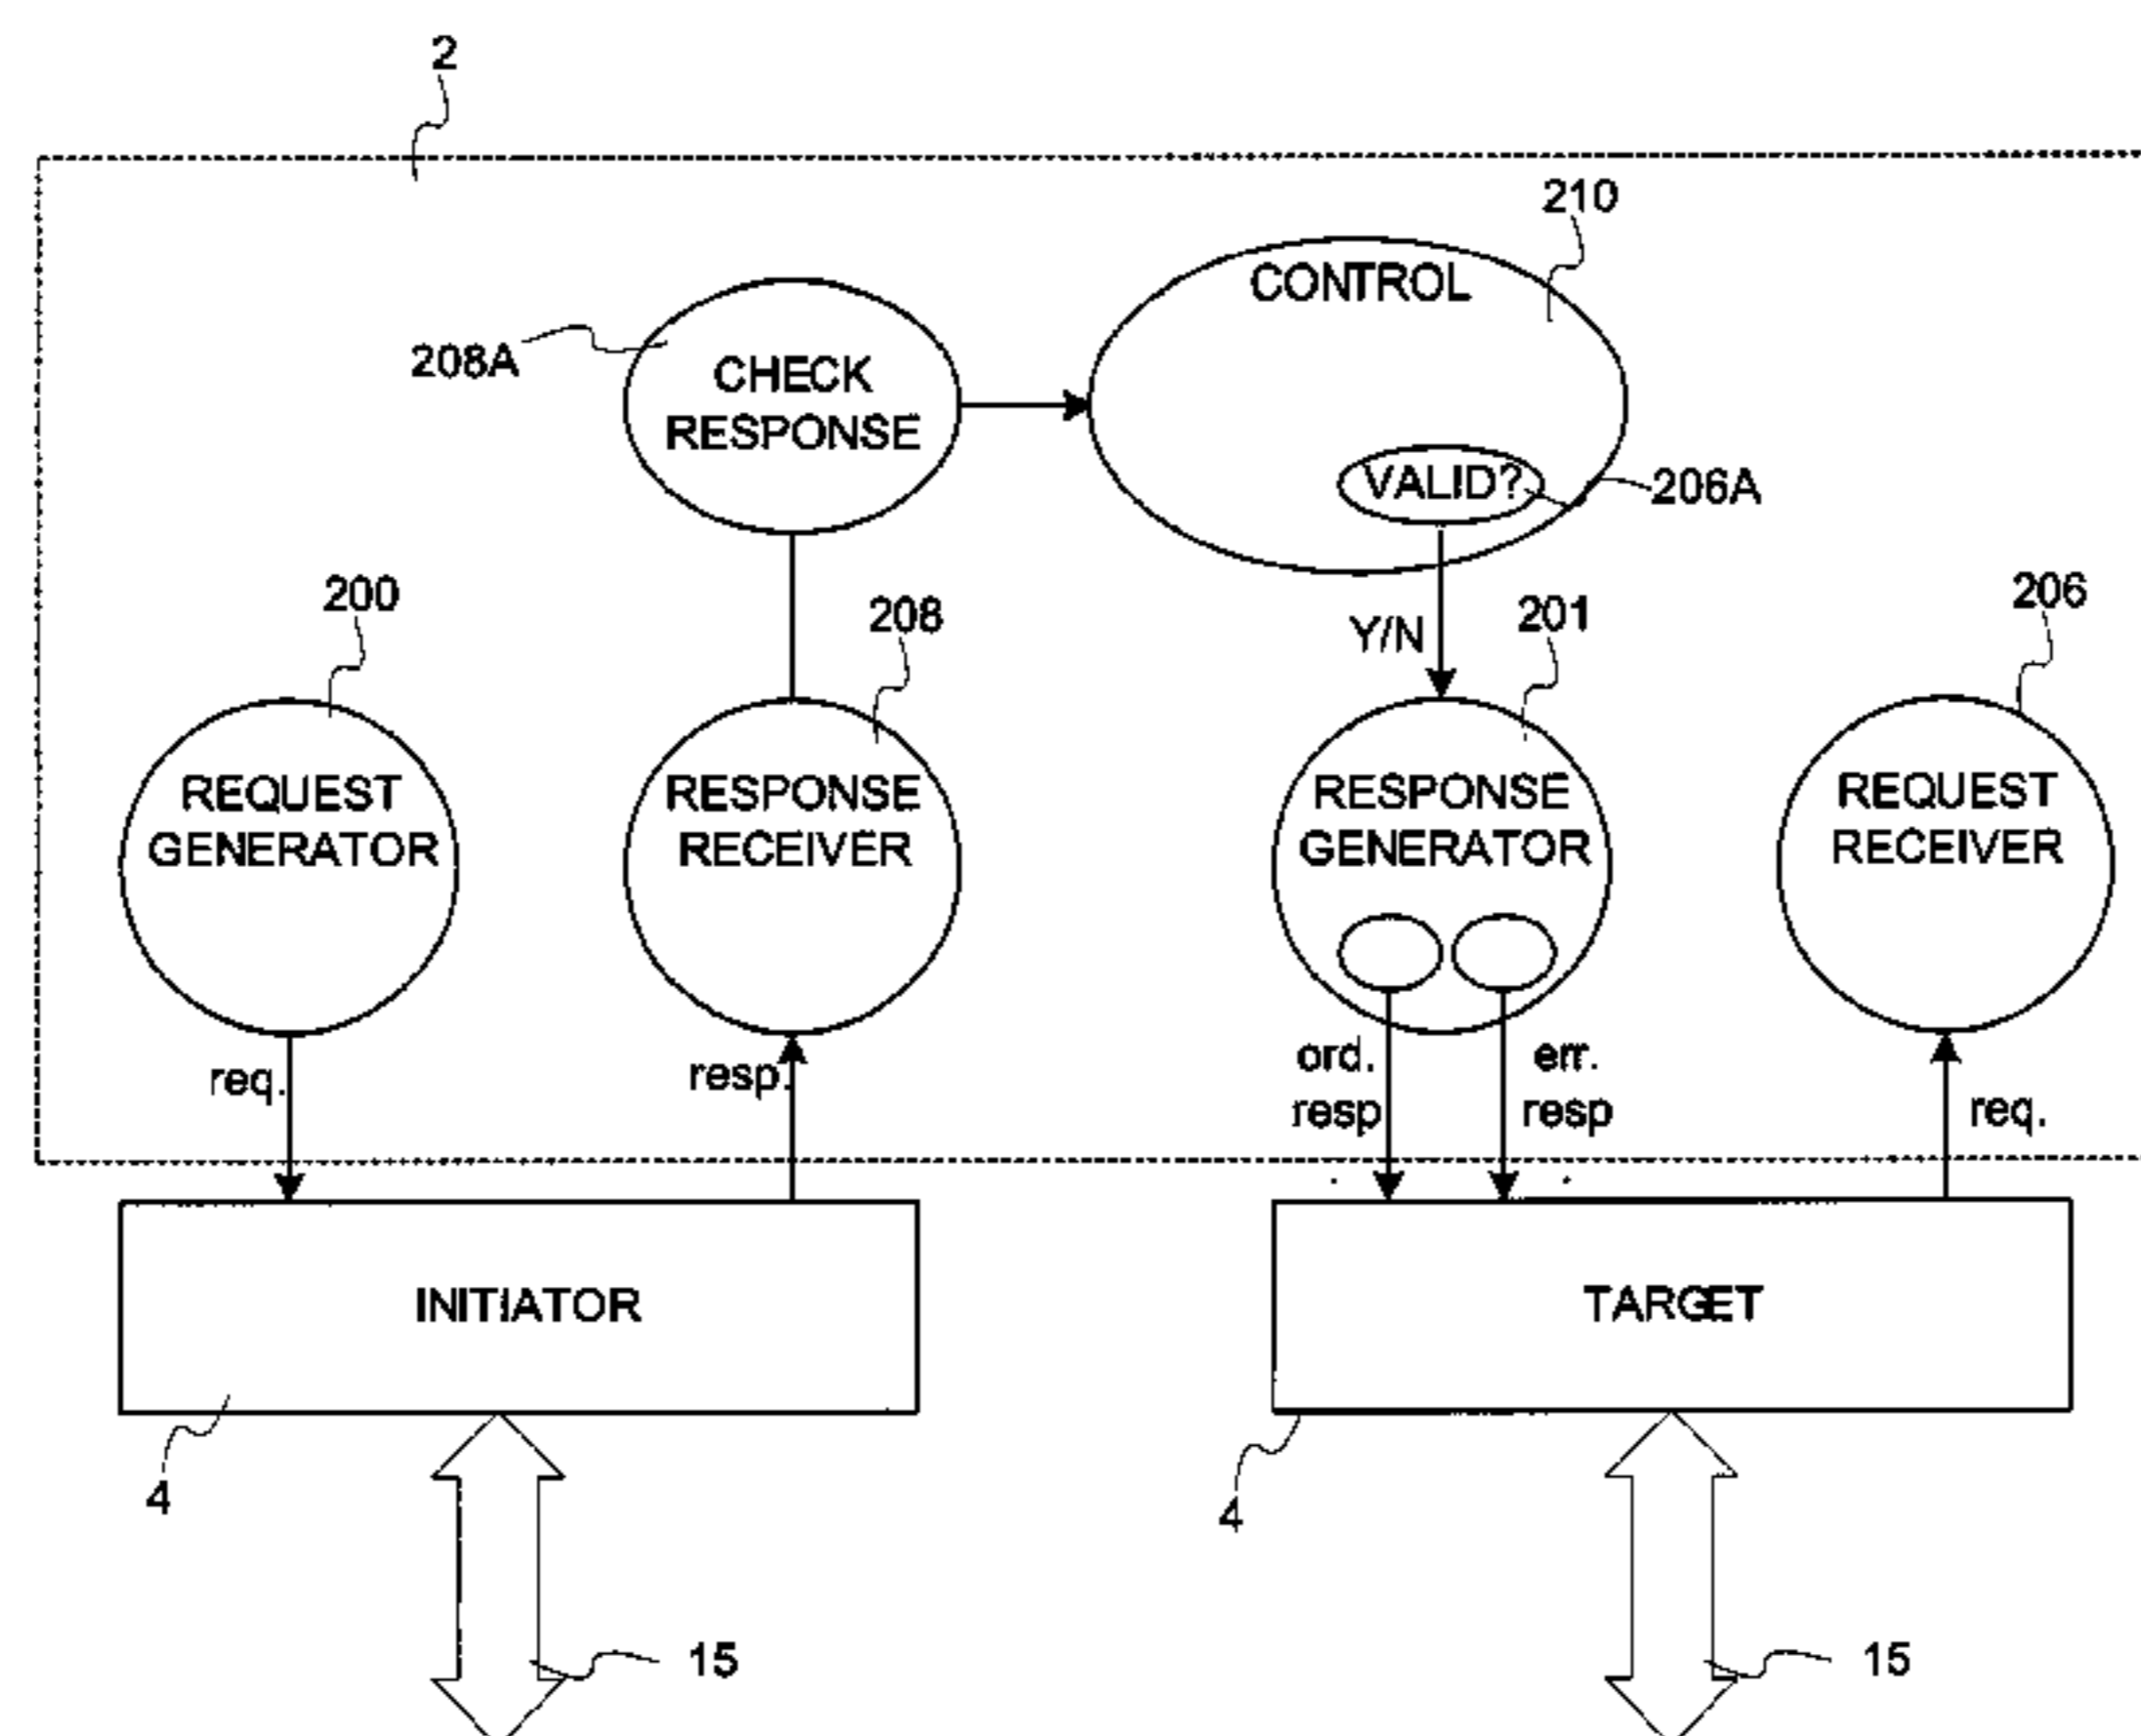 2
210
CONTROL
208A
CHECK
RESPONSE
VALID?
206A
200
208
Y/N
201
206
REQUEST
GENERATOR
RESPONSE
RECEIVER
RESPONSE
GENERATOR
REQUEST
RECEIVER
req.
resp.
ord.
resp
err.
resp
req.
INITIATOR
TARGET
4
4
15
15